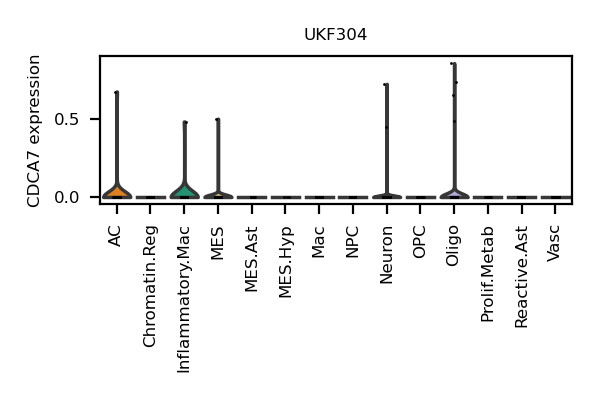 UKF304
CDCA7 expression
0.5
0.0
AC
Chromatin.Reg
Inflammatory.Mac
MES
MES.Ast
MES.Hyp
Mac
NPC
Neuron
OPC
Oligo
Prolif.Metab
Reactive.Ast
Vasc